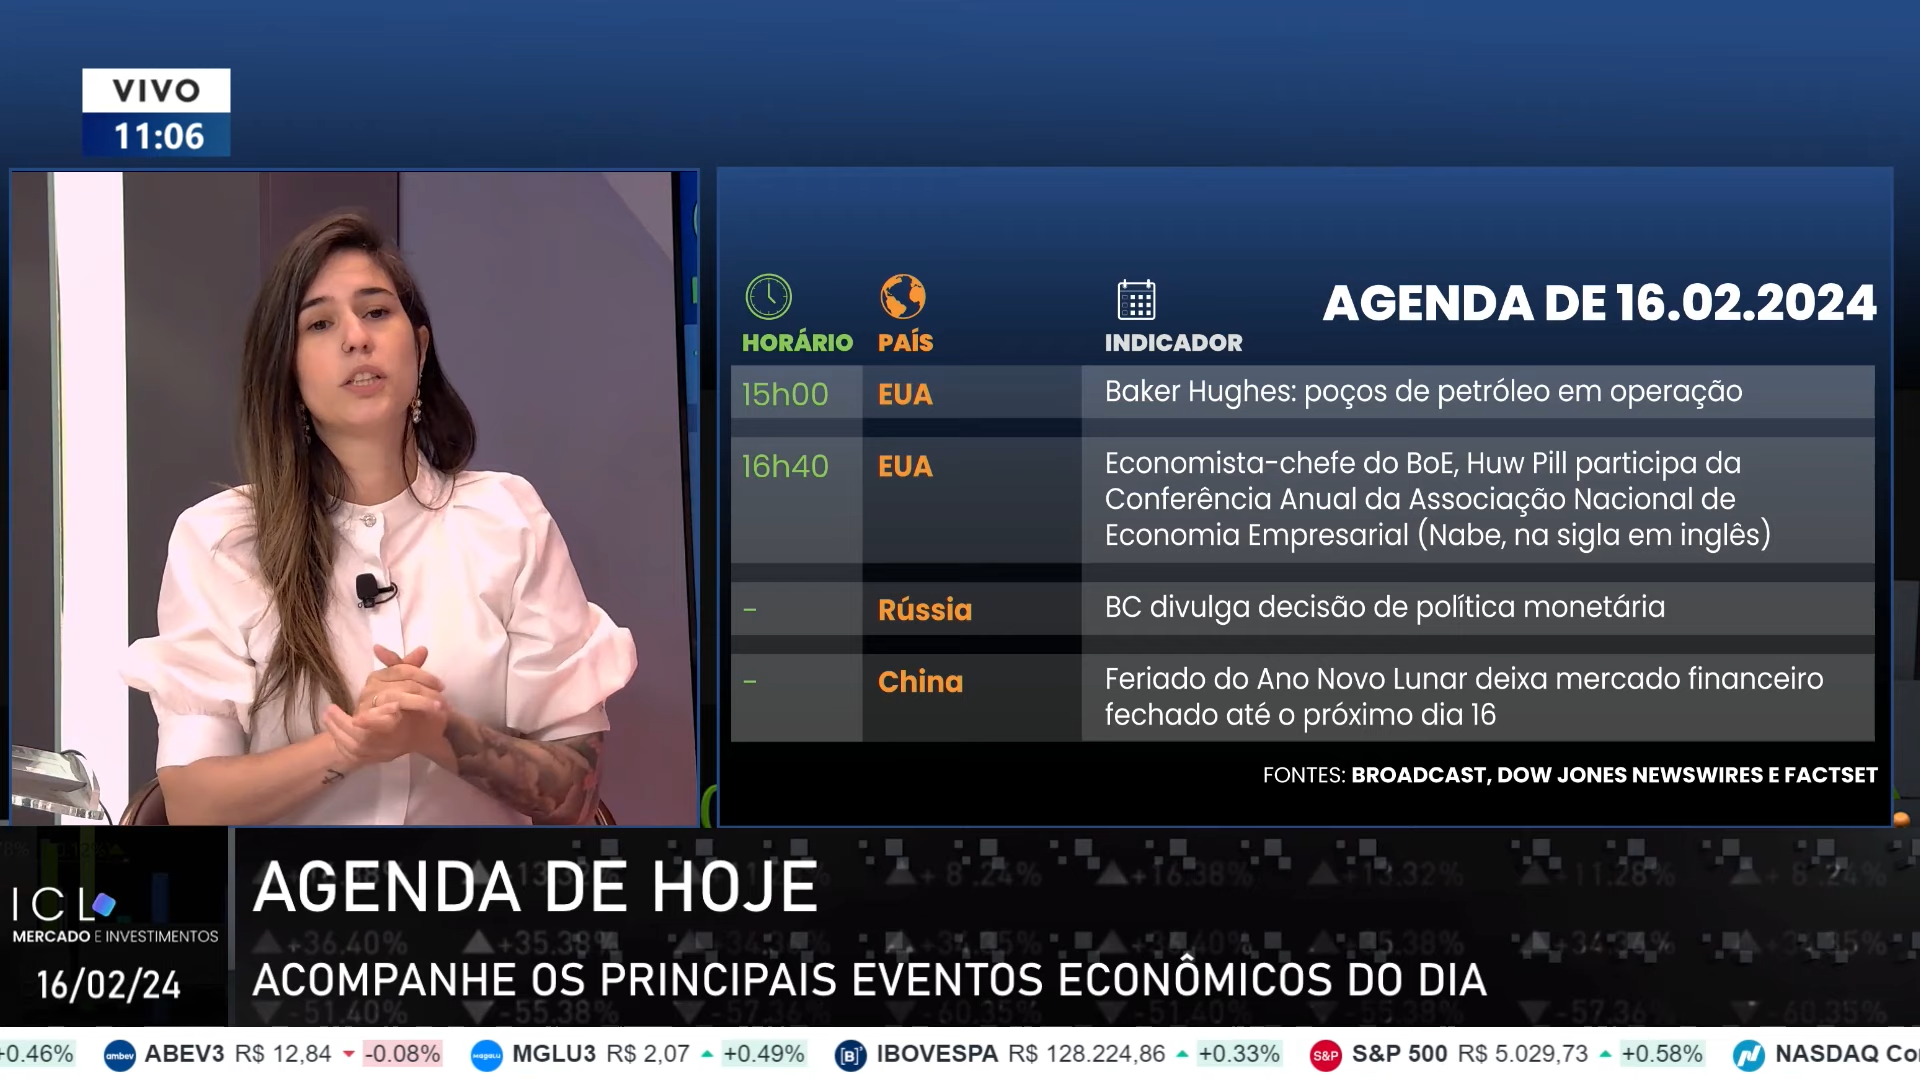 VIVO
11:06
AGENDA DE 16.02.2024
HORÁRIO PAÍS INDICADOR
15h00 EUA Baker Hughes: poços de petróleo em operação
16h40 EUA Economista-chefe do BoE, Huw Pill participa da
Conferência Anual da Associação Nacional de
Economia Empresarial (Nabe, na sigla em inglês)
- Rússia BC divulga decisão de política monetária
- China Feriado do Ano Novo Lunar deixa mercado financeiro
fechado até o próximo dia 16
FONTES: BROADCAST, DOW JONES NEWSWIRES E FACTSET
ICL
MERCADO E INVESTIMENTOS
16/02/24
AGENDA DE HOJE
ACOMPANHE OS PRINCIPAIS EVENTOS ECONÔMICOS DO DIA
+0.46% ambev ABEV3 R$ 12,84 -0.08% magalu MGLU3 R$ 2,07 +0.49% [B]³ IBOVESPA R$ 128.224,86 +0.33% S&P S&P 500 R$ 5.029,73 +0.58% NASDAQ